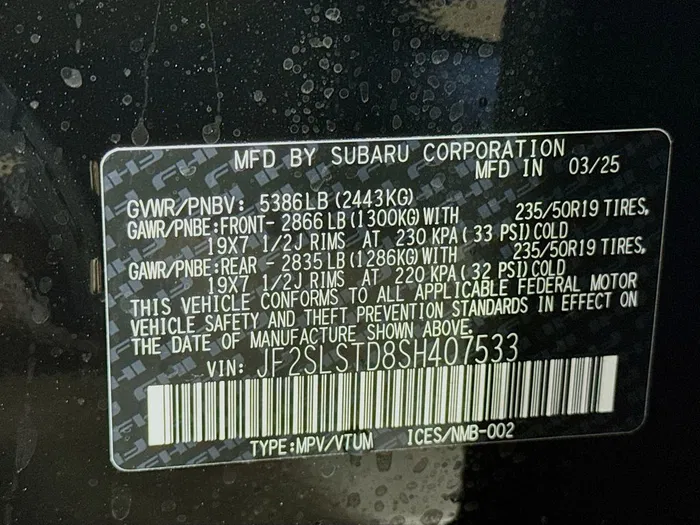 MFD BY SUBARU CORPORATION
MFD IN 03/25
GVWR/PNBV: 5386LB(2443KG)
GAWR/PNBE:FRONT-2866LB(1300KG)WITH 235/50R19 TIRES,
19X7 1/2J RIMS AT 230 KPA(33 PSI)COLD
GAWR/PNBE:REAR-2835LB(1286KG)WITH 235/50R19 TIRES,
19X7 1/2J RIMS AT 220 KPA(32 PSI)COLD
THIS VEHICLE CONFORMS TO ALL APPLICABLE FEDERAL MOTOR
VEHICLE SAFETY AND THEFT PREVENTION STANDARDS IN EFFECT ON
THE DATE OF MANUFACTURE SHOWN ABOVE.
VIN: JF2SLSTD8SH407533
TYPE:MPV/VTUM ICES/NMB-002